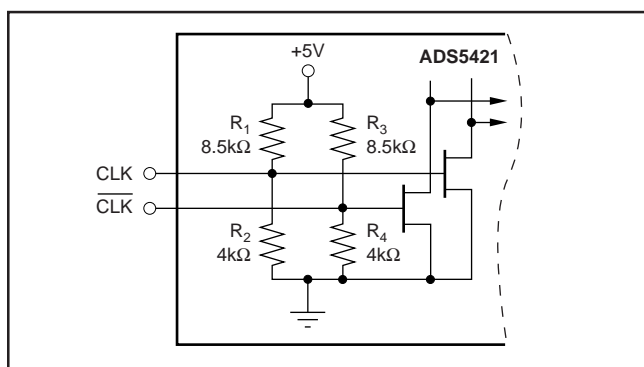 +5V
ADS5421
R1
8.5kΩ
R3
8.5kΩ
CLK
CLK
R2
4kΩ
R4
4kΩ